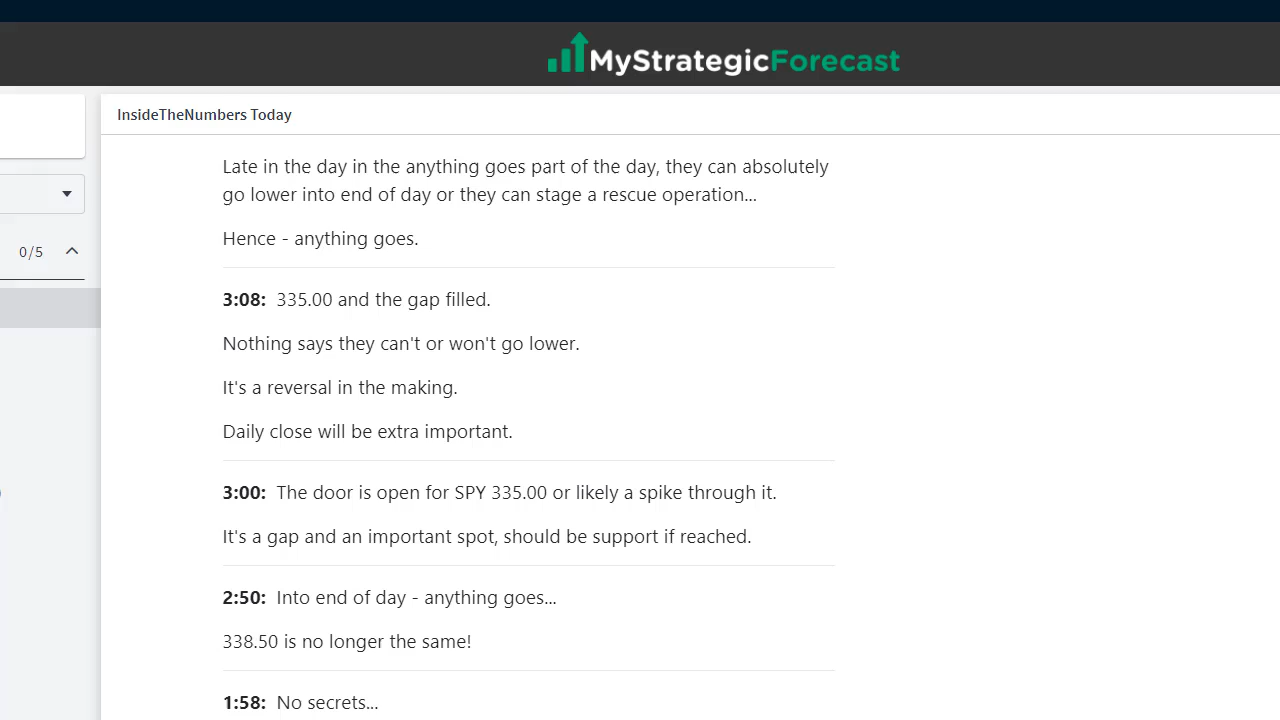 MyStrategicForecast
InsideTheNumbers Today
0/5
Late in the day in the anything goes part of the day, they can absolutely
go lower into end of day or they can stage a rescue operation...
Hence - anything goes.
3:08: 335.00 and the gap filled.
Nothing says they can't or won't go lower.
It's a reversal in the making.
Daily close will be extra important.
3:00: The door is open for SPY 335.00 or likely a spike through it.
It's a gap and an important spot, should be support if reached.
2:50: Into end of day - anything goes...
338.50 is no longer the same!
1:58: No secrets...